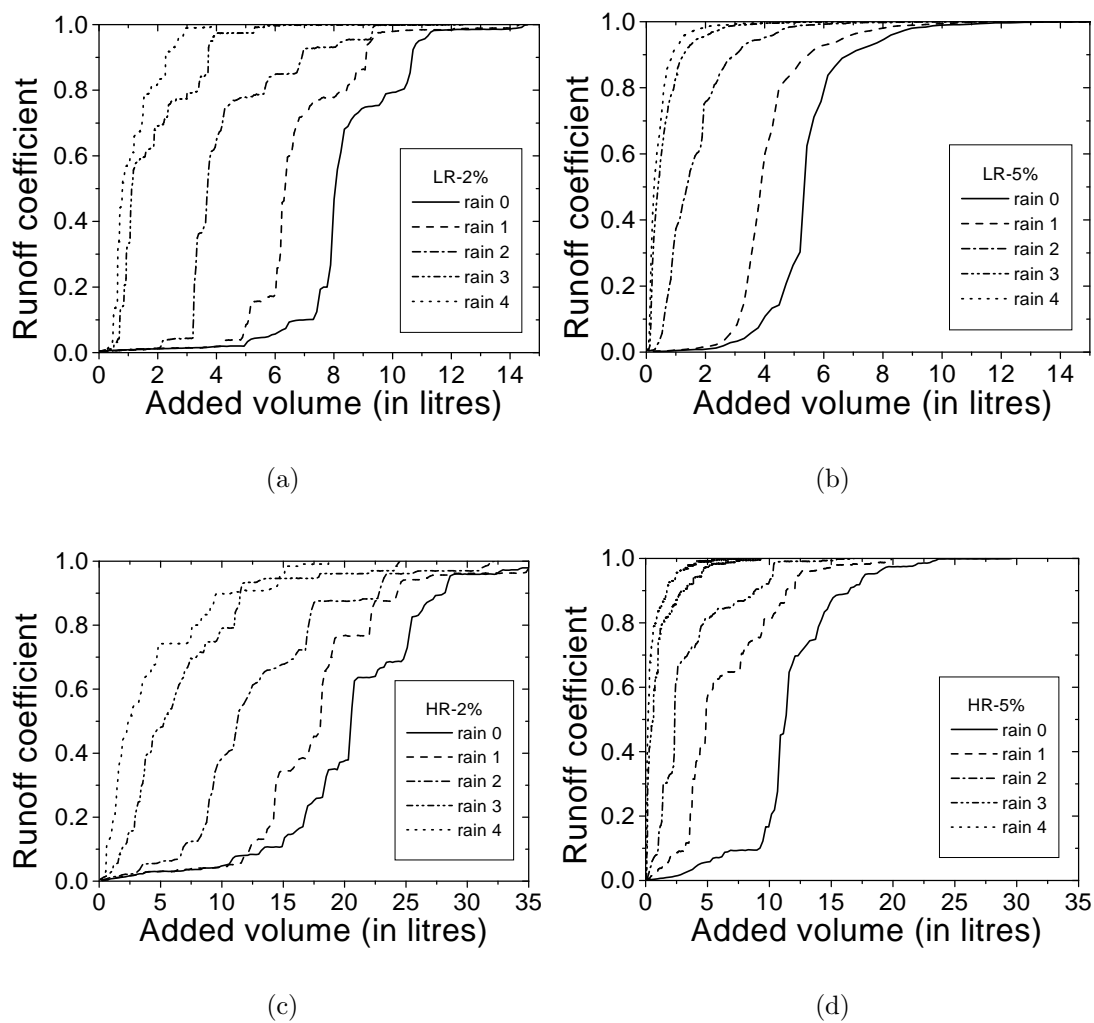 1.0
0.8
0.6
0.4
0.2
0.0
Runoff coefficient
LR-2%
rain 0
rain 1
rain 2
rain 3
rain 4
0 2 4 6 8 10 12 14
Added volume (in litres)
(a)
1.0
0.8
0.6
0.4
0.2
0.0
Runoff coefficient
LR-5%
rain 0
rain 1
rain 2
rain 3
rain 4
0 2 4 6 8 10 12 14
Added volume (in litres)
(b)
1.0
0.8
0.6
0.4
0.2
0.0
Runoff coefficient
HR-2%
rain 0
rain 1
rain 2
rain 3
rain 4
0 5 10 15 20 25 30 35
Added volume (in litres)
(c)
1.0
0.8
0.6
0.4
0.2
0.0
Runoff coefficient
HR-5%
rain 0
rain 1
rain 2
rain 3
rain 4
0 5 10 15 20 25 30 35
Added volume (in litres)
(d)